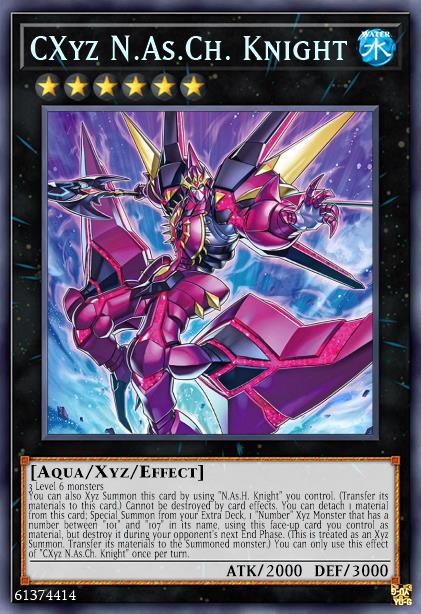 CXyz N.As.Ch. Knight
WATER
水
[Aqua/Xyz/Effect]
3 Level 6 monsters
You can also Xyz Summon this card by using "N.As.H. Knight" you control. (Transfer its
materials to this card.) Cannot be destroyed by card effects. You can detach 1 material
from this card; Special Summon from your Extra Deck, 1 "Number" Xyz Monster that has a
number between "101" and "107" in its name, using this face-up card you control as
material, but destroy it during your opponent's next End Phase. (This is treated as an Xyz
Summon. Transfer its materials to the Summoned monster.) You can only use this effect
of "CXyz N.As.Ch. Knight" once per turn.
ATK/2000 DEF/3000
61374414